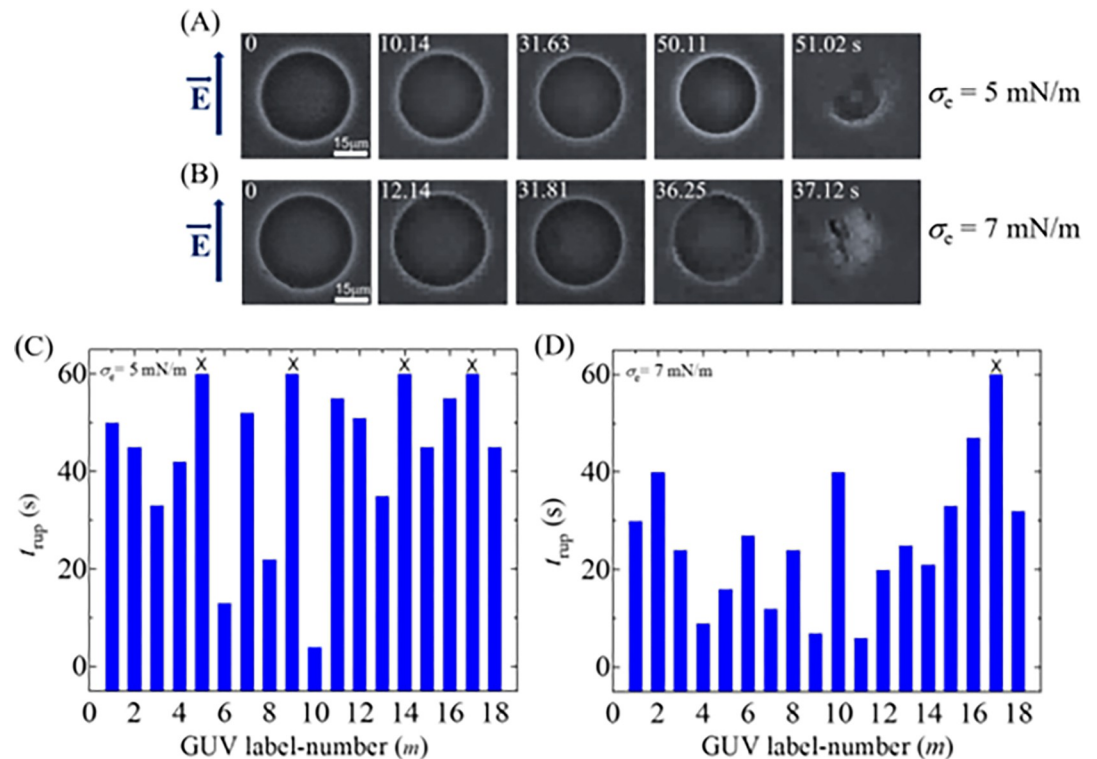 (A)
0 10.14 31.63 50.11 51.02 s
E
15μm
σe = 5 mN/m
(B)
0 12.14 31.81 36.25 37.12 s
E
15μm
σe = 7 mN/m
(C)
σe = 5 mN/m
X X X X
60
40
20
0
trup (s)
0 2 4 6 8 10 12 14 16 18
GUV label-number (m)
(D)
σe = 7 mN/m
X
60
40
20
0
trup (s)
0 2 4 6 8 10 12 14 16 18
GUV label-number (m)